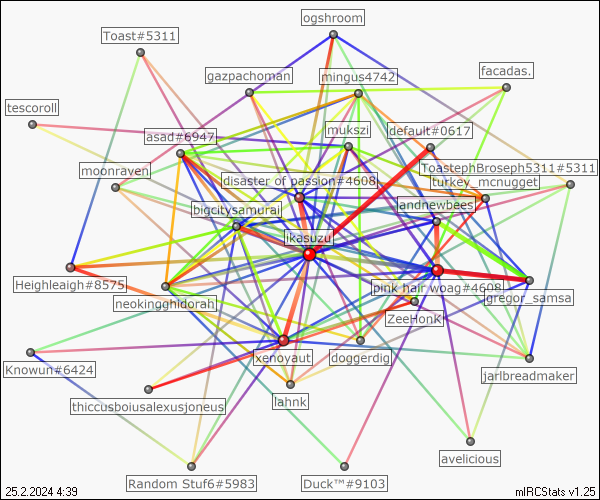 ogshroom
Toast#5311
gazpachoman
mingus4742
facadas.
tescoroll
asad#6947
mukszi
default#0617
moonraven
disaster of passion#4608
ToastephBroseph5311#5311
turkey_mcnugget
bigcitysamurai
andrewbees
ikasuzu
Heighleaigh#8575
neokingghidorah
pink hair woag#4608
gregor_samsa
ZeeHonK
xenoyaut
doggerdig
Knowun#6424
jarlbreadmaker
thiccusboiusalexusjoneus
lahnk
avelicious
Random Stuf6#5983
Duck™#9103
25.2.2024 4:39
mIRCStats v1.25